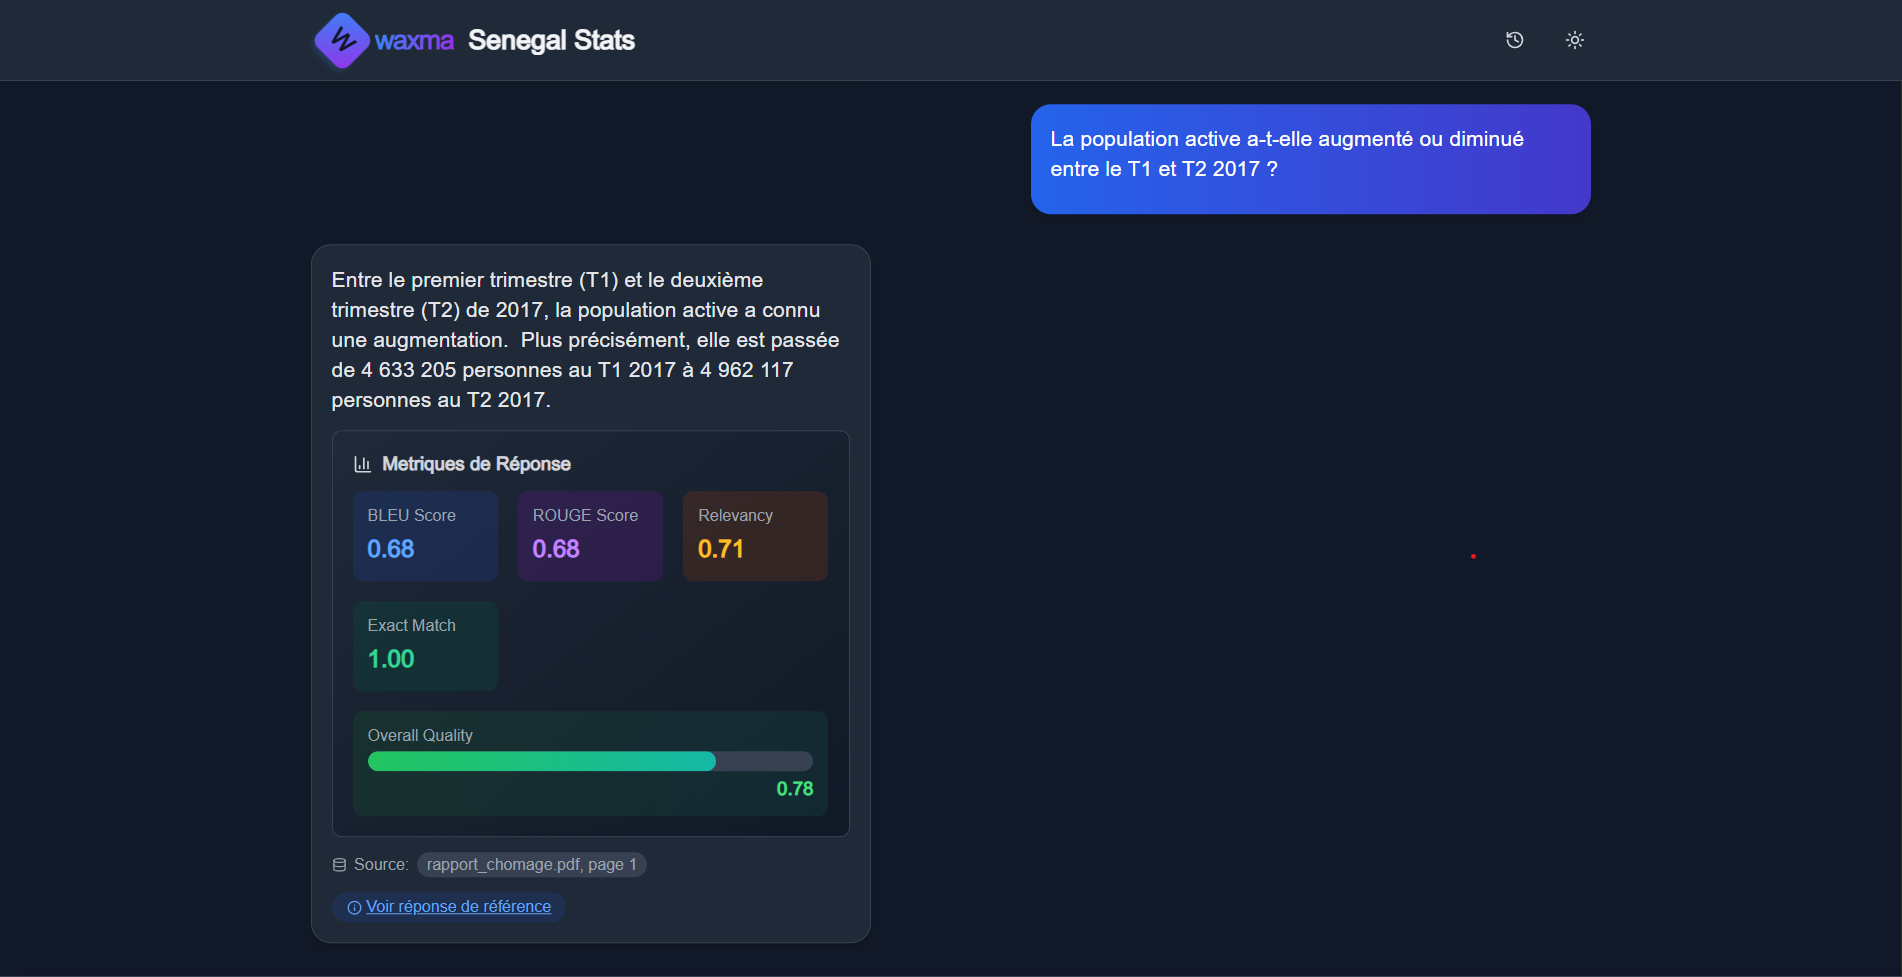 W waxma Senegal Stats
La population active a-t-elle augmenté ou diminué
entre le T1 et T2 2017 ?
Entre le premier trimestre (T1) et le deuxième
trimestre (T2) de 2017, la population active a connu
une augmentation.  Plus précisément, elle est passée
de 4 633 205 personnes au T1 2017 à 4 962 117
personnes au T2 2017.
Metriques de Réponse
BLEU Score
0.68
ROUGE Score
0.68
Relevancy
0.71
Exact Match
1.00
Overall Quality
0.78
Source: rapport_chomage.pdf, page 1
Voir réponse de référence